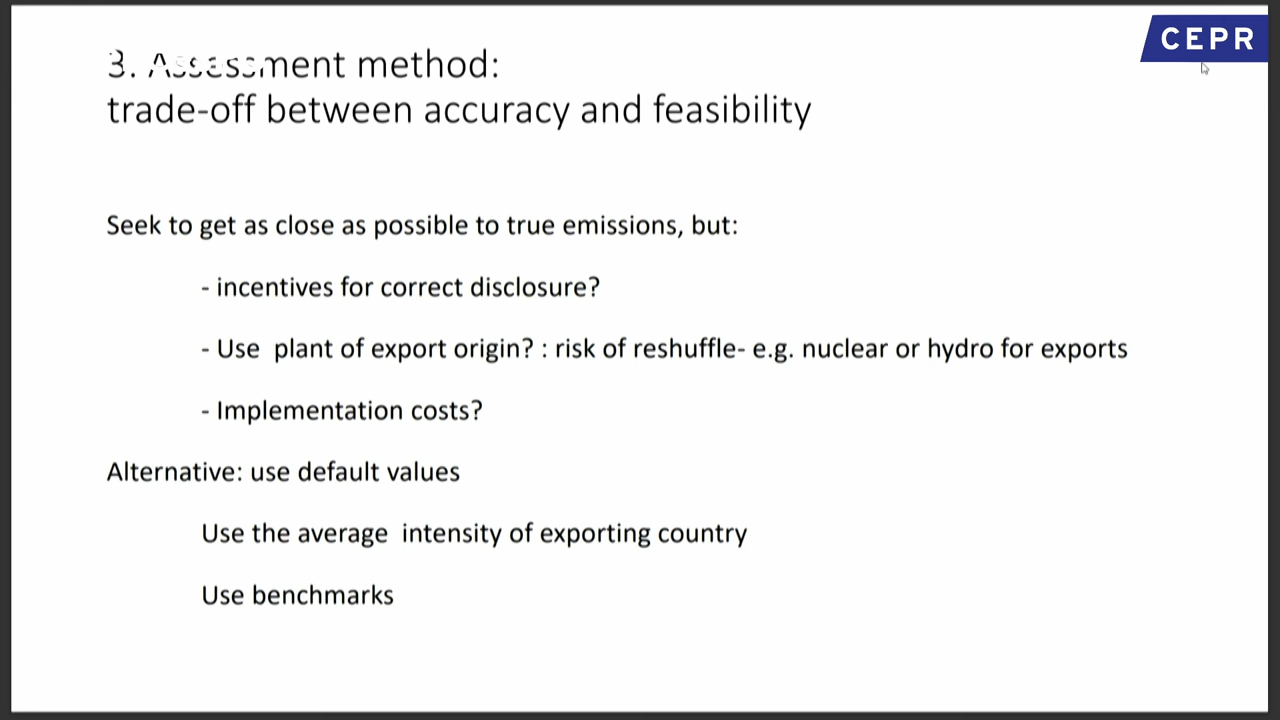 CEPR
3. Assessment method:
trade-off between accuracy and feasibility
Seek to get as close as possible to true emissions, but:
- incentives for correct disclosure?
- Use  plant of export origin? : risk of reshuffle- e.g. nuclear or hydro for exports
- Implementation costs?
Alternative: use default values
Use the average  intensity of exporting country
Use benchmarks